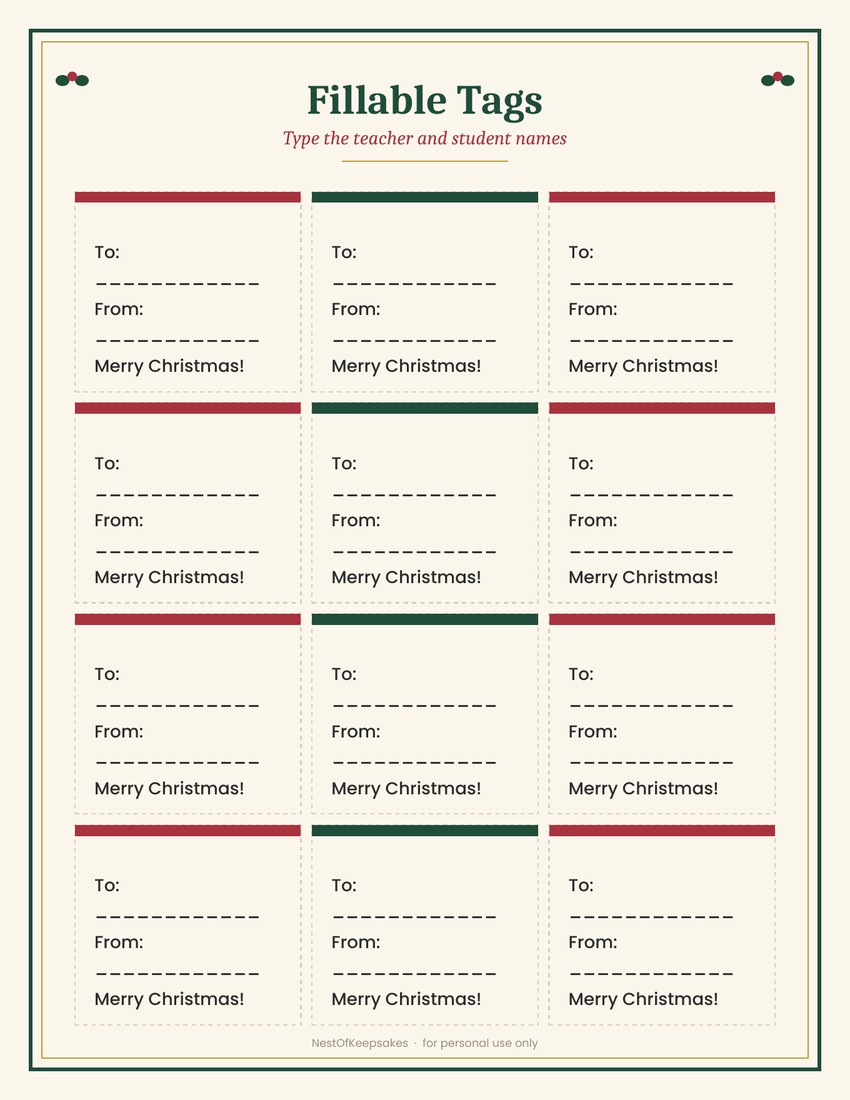 Fillable Tags
Type the teacher and student names
To: To: To:
____________ ____________ ____________
From: From: From:
____________ ____________ ____________
Merry Christmas! Merry Christmas! Merry Christmas!
To: To: To:
____________ ____________ ____________
From: From: From:
____________ ____________ ____________
Merry Christmas! Merry Christmas! Merry Christmas!
To: To: To:
____________ ____________ ____________
From: From: From:
____________ ____________ ____________
Merry Christmas! Merry Christmas! Merry Christmas!
To: To: To:
____________ ____________ ____________
From: From: From:
____________ ____________ ____________
Merry Christmas! Merry Christmas! Merry Christmas!
NestOfKeepsakes · for personal use only